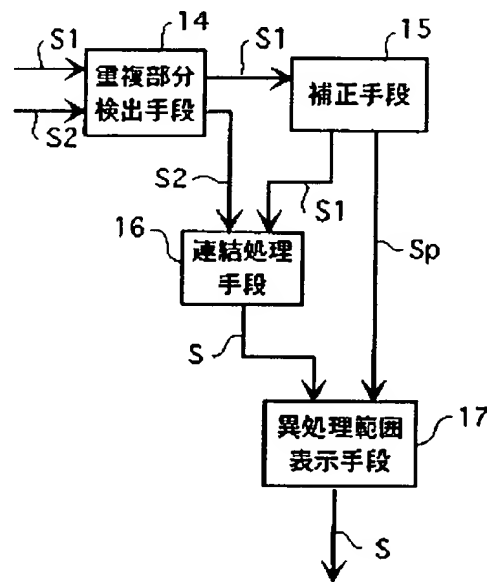 14
S1
S1
15
重複部分
検出手段
補正手段
S2
S2
S1
16
連結処理
手段
Sp
S
異処理範囲
表示手段
17
S